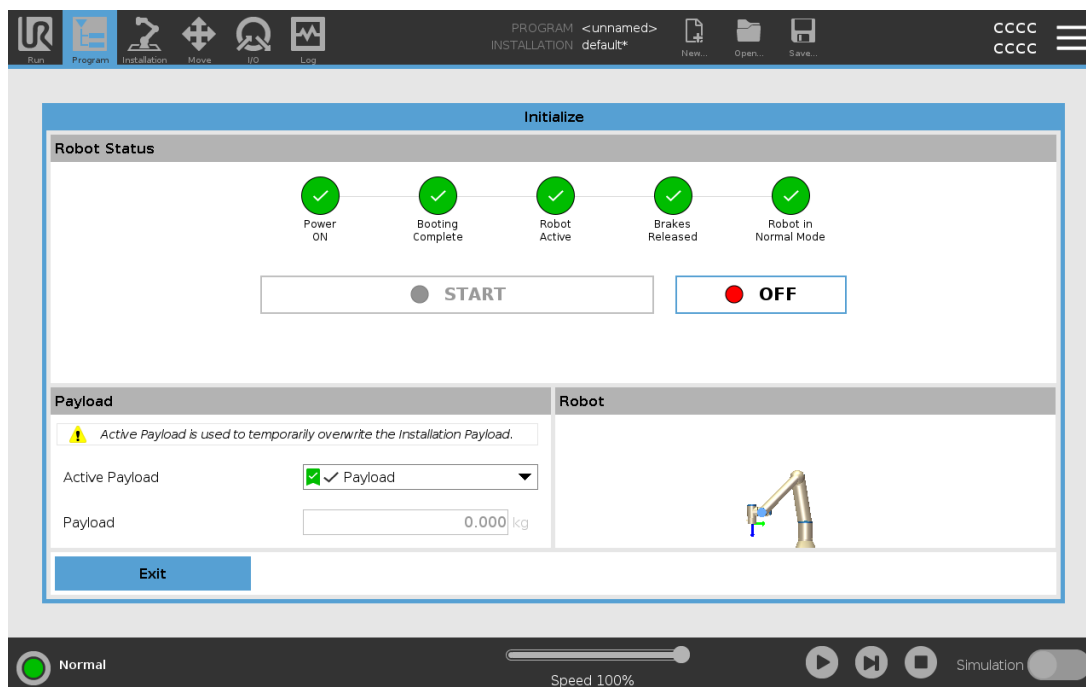 PROGRAM <unnamed>
INSTALLATION default*
CCCC
CCCC
Run Program Installation Move I/O Log New... Open... Save...
Initialize
Robot Status
Power
ON
Booting
Complete
Robot
Active
Brakes
Released
Robot in
Normal Mode
START OFF
Payload
Robot
Active Payload is used to temporarily overwrite the Installation Payload.
Active Payload Payload
Payload 0.000 kg
Exit
Normal
Speed 100%
Simulation